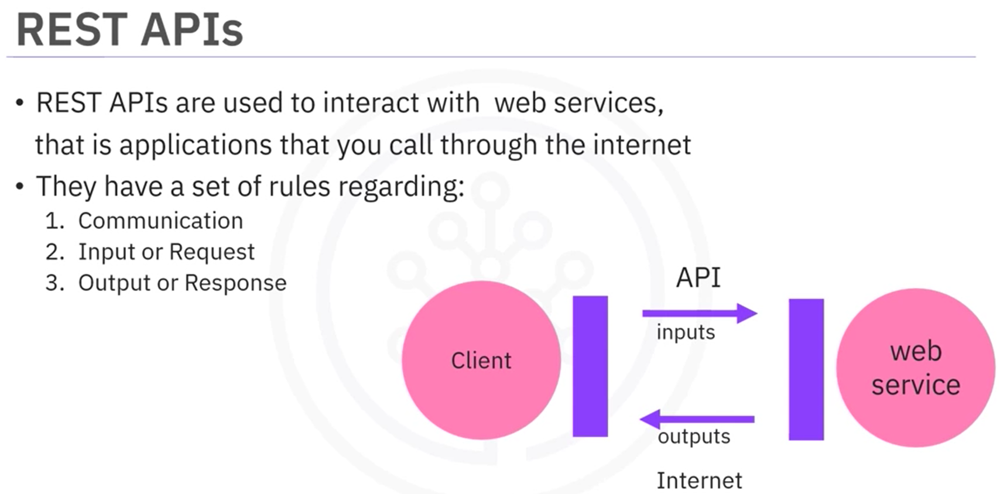 REST APIs
• REST APIs are used to interact with  web services,
that is applications that you call through the internet
• They have a set of rules regarding:
1. Communication
2. Input or Request
3. Output or Response
API
inputs
Client
web
service
outputs
Internet